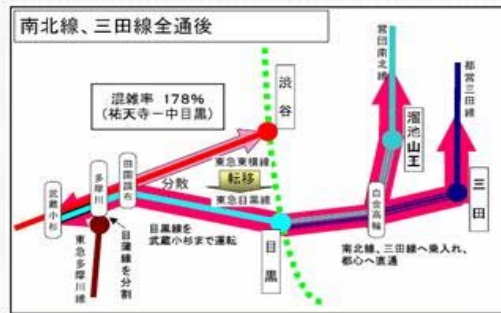 南北線、三田線全通後
混雑率 178%
(祐天寺－中目黒)
渋谷
営団南北線
都営三田線
溜池山王
三田
白金高輪
東急東横線
分散
転移
東急目黒線
田園調布
多摩川
武蔵小杉
東急多摩川線
目蒲線を
分割
目黒線を
武蔵小杉まで運転
目黒
南北線、三田線へ乗入れ、
都心へ直通